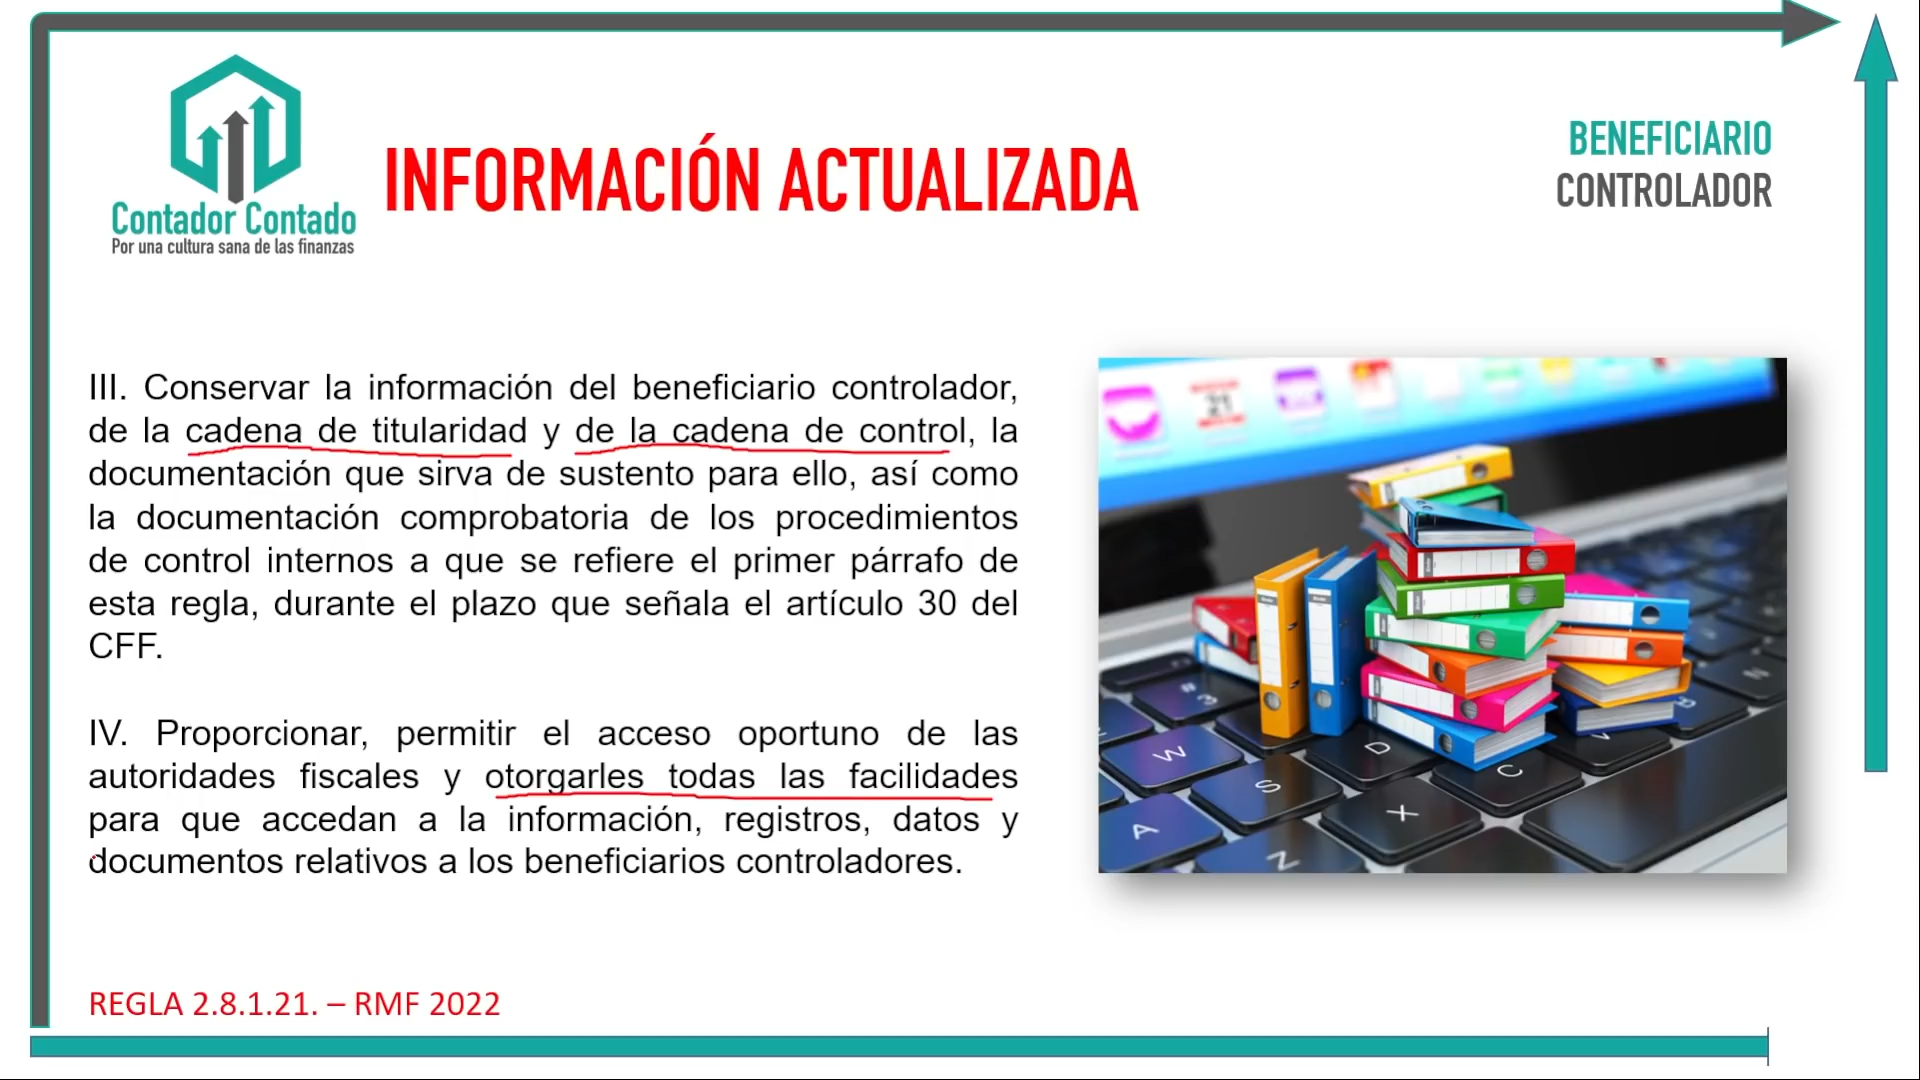 Contador Contado
Por una cultura sana de las finanzas
INFORMACIÓN ACTUALIZADA
BENEFICIARIO
CONTROLADOR
III. Conservar la información del beneficiario controlador,
de la cadena de titularidad y de la cadena de control, la
documentación que sirva de sustento para ello, así como
la documentación comprobatoria de los procedimientos
de control internos a que se refiere el primer párrafo de
esta regla, durante el plazo que señala el artículo 30 del
CFF.
IV. Proporcionar, permitir el acceso oportuno de las
autoridades fiscales y otorgarles todas las facilidades
para que accedan a la información, registros, datos y
documentos relativos a los beneficiarios controladores.
21
#
3
W
D
S
C
A
X
Z
V
B
N
REGLA 2.8.1.21. – RMF 2022